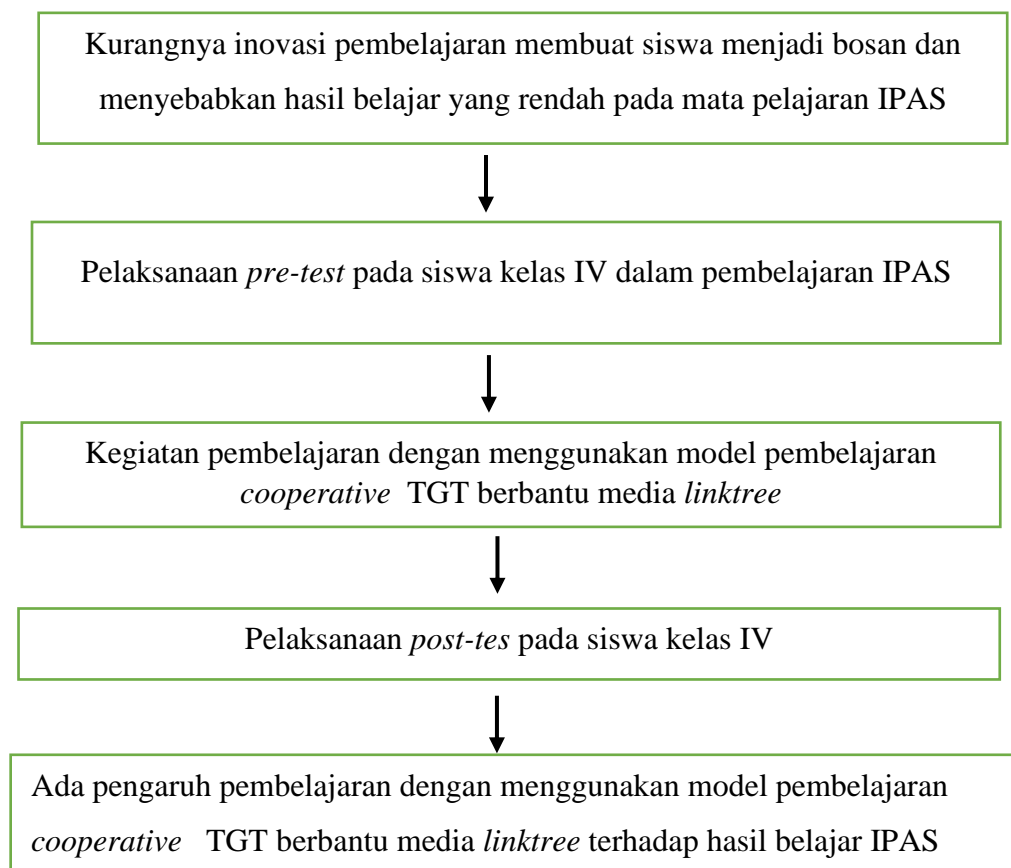 Kurangnya inovasi pembelajaran membuat siswa menjadi bosan dan
menyebabkan hasil belajar yang rendah pada mata pelajaran IPAS
Pelaksanaan pre-test pada siswa kelas IV dalam pembelajaran IPAS
Kegiatan pembelajaran dengan menggunakan model pembelajaran
cooperative TGT berbantu media linktree
Pelaksanaan post-tes pada siswa kelas IV
Ada pengaruh pembelajaran dengan menggunakan model pembelajaran
cooperative TGT berbantu media linktree terhadap hasil belajar IPAS